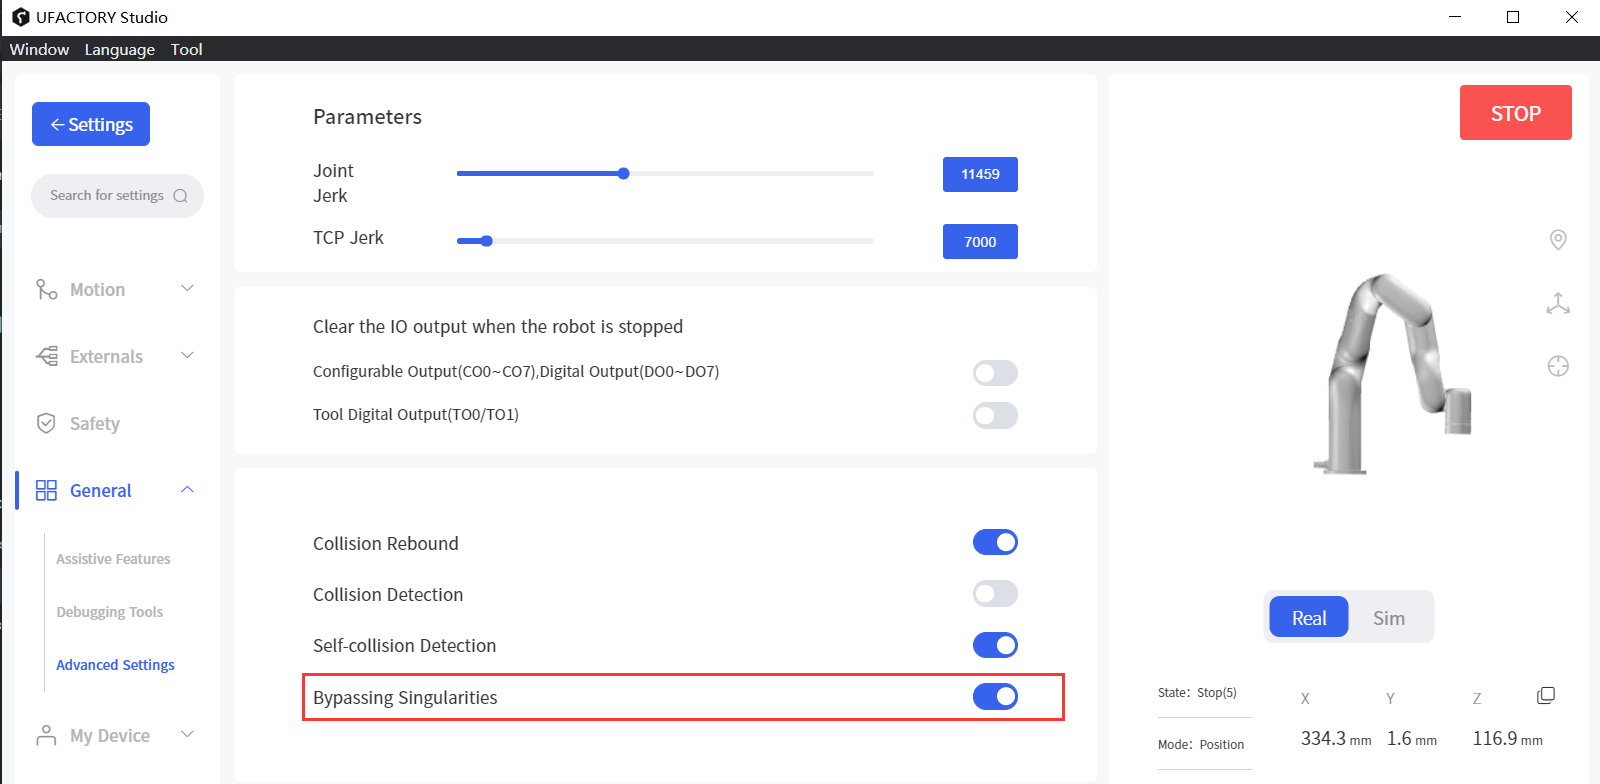 UFACTORY Studio
Window Language Tool
Settings
Search for settings
Motion
Externals
Safety
General
Assistive Features
Debugging Tools
Advanced Settings
My Device
Parameters
Joint
Jerk
11459
TCP Jerk
7000
Clear the IO output when the robot is stopped
Configurable Output(CO0~CO7),Digital Output(DO0~DO7)
Tool Digital Output(TO0/TO1)
Collision Rebound
Collision Detection
Self-collision Detection
Bypassing Singularities
STOP
Real Sim
State: Stop(5)
Mode: Position
X Y Z
334.3 mm 1.6 mm 116.9 mm